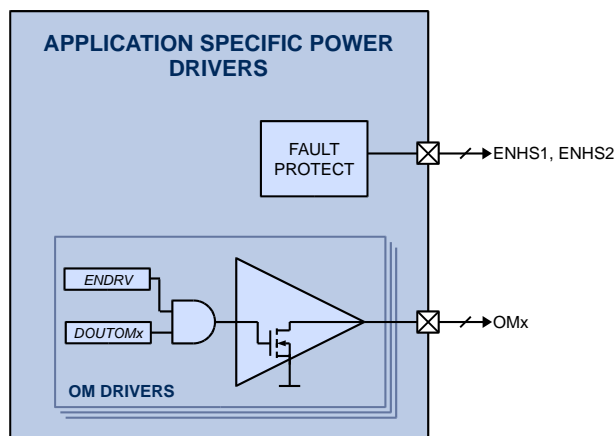 APPLICATION SPECIFIC POWER
DRIVERS
FAULT
PROTECT
ENHS1, ENHS2
ENDRV
DOUTOMx
OMx
OM DRIVERS